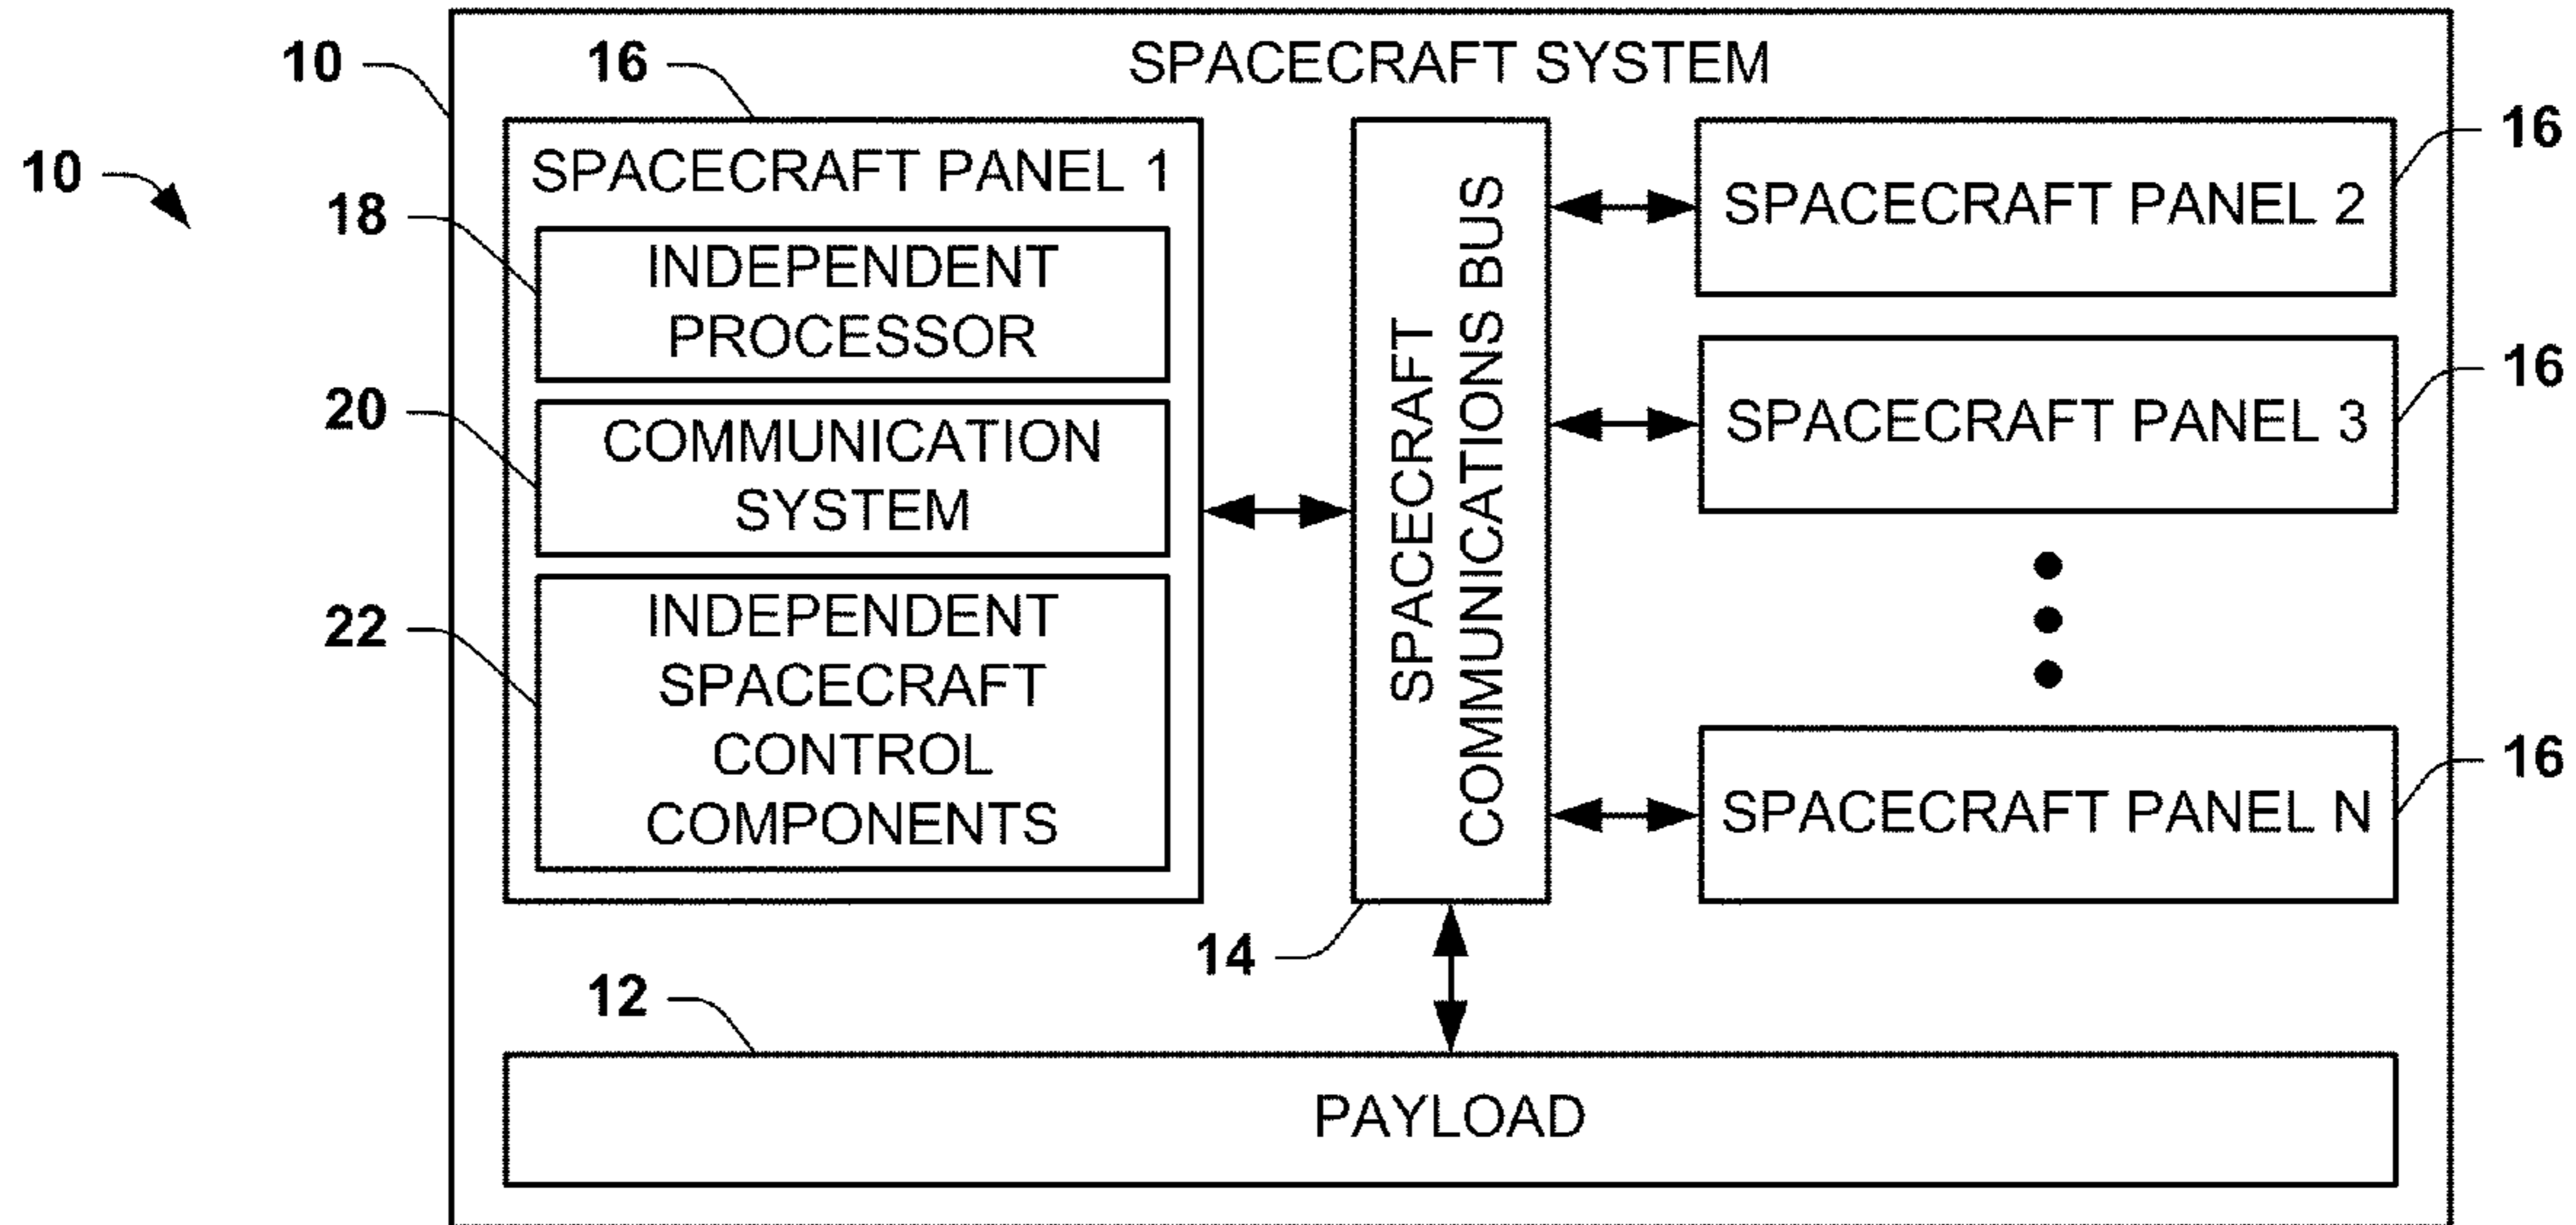 10
10
SPACECRAFT SYSTEM
16
SPACECRAFT PANEL 1
18
INDEPENDENT
PROCESSOR
20
COMMUNICATION
SYSTEM
22
INDEPENDENT
SPACECRAFT
CONTROL
COMPONENTS
SPACECRAFT
COMMUNICATIONS BUS
14
SPACECRAFT PANEL 2
16
SPACECRAFT PANEL 3
16
SPACECRAFT PANEL N
16
12
PAYLOAD